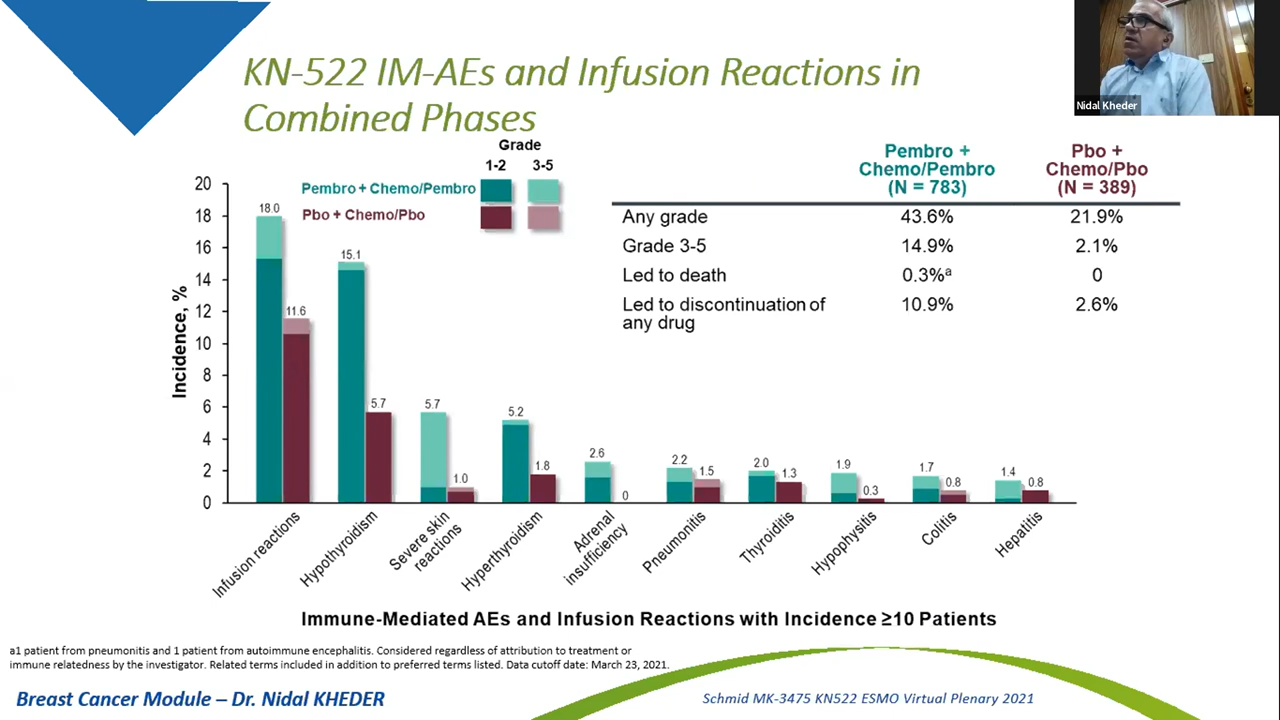 KN-522 IM-AEs and Infusion Reactions in
Combined Phases
Nidal Kheder
Grade
1-2 3-5
Pembro + Chemo/Pembro
Pbo + Chemo/Pbo
Pembro +
Chemo/Pembro
(N = 783)
Pbo +
Chemo/Pbo
(N = 389)
Any grade 43.6% 21.9%
Grade 3-5 14.9% 2.1%
Led to death 0.3%ᵃ 0
Led to discontinuation of
any drug 10.9% 2.6%
Incidence, %
20
18
16
14
12
10
8
6
4
2
0
18.0
11.6
15.1
5.7
5.7
1.0
5.2
1.8
2.6
0
2.2
1.5
2.0
1.3
1.9
0.3
1.7
0.8
1.4
0.8
Infusion reactions
Hypothyroidism
Severe skin
reactions
Hyperthyroidism
Adrenal
insufficiency
Pneumonitis
Thyroiditis
Hypophysitis
Colitis
Hepatitis
Immune-Mediated AEs and Infusion Reactions with Incidence ≥10 Patients
a1 patient from pneumonitis and 1 patient from autoimmune encephalitis. Considered regardless of attribution to treatment or
immune relatedness by the investigator. Related terms included in addition to preferred terms listed. Data cutoff date: March 23, 2021.
Breast Cancer Module – Dr. Nidal KHEDER
Schmid MK-3475 KN522 ESMO Virtual Plenary 2021